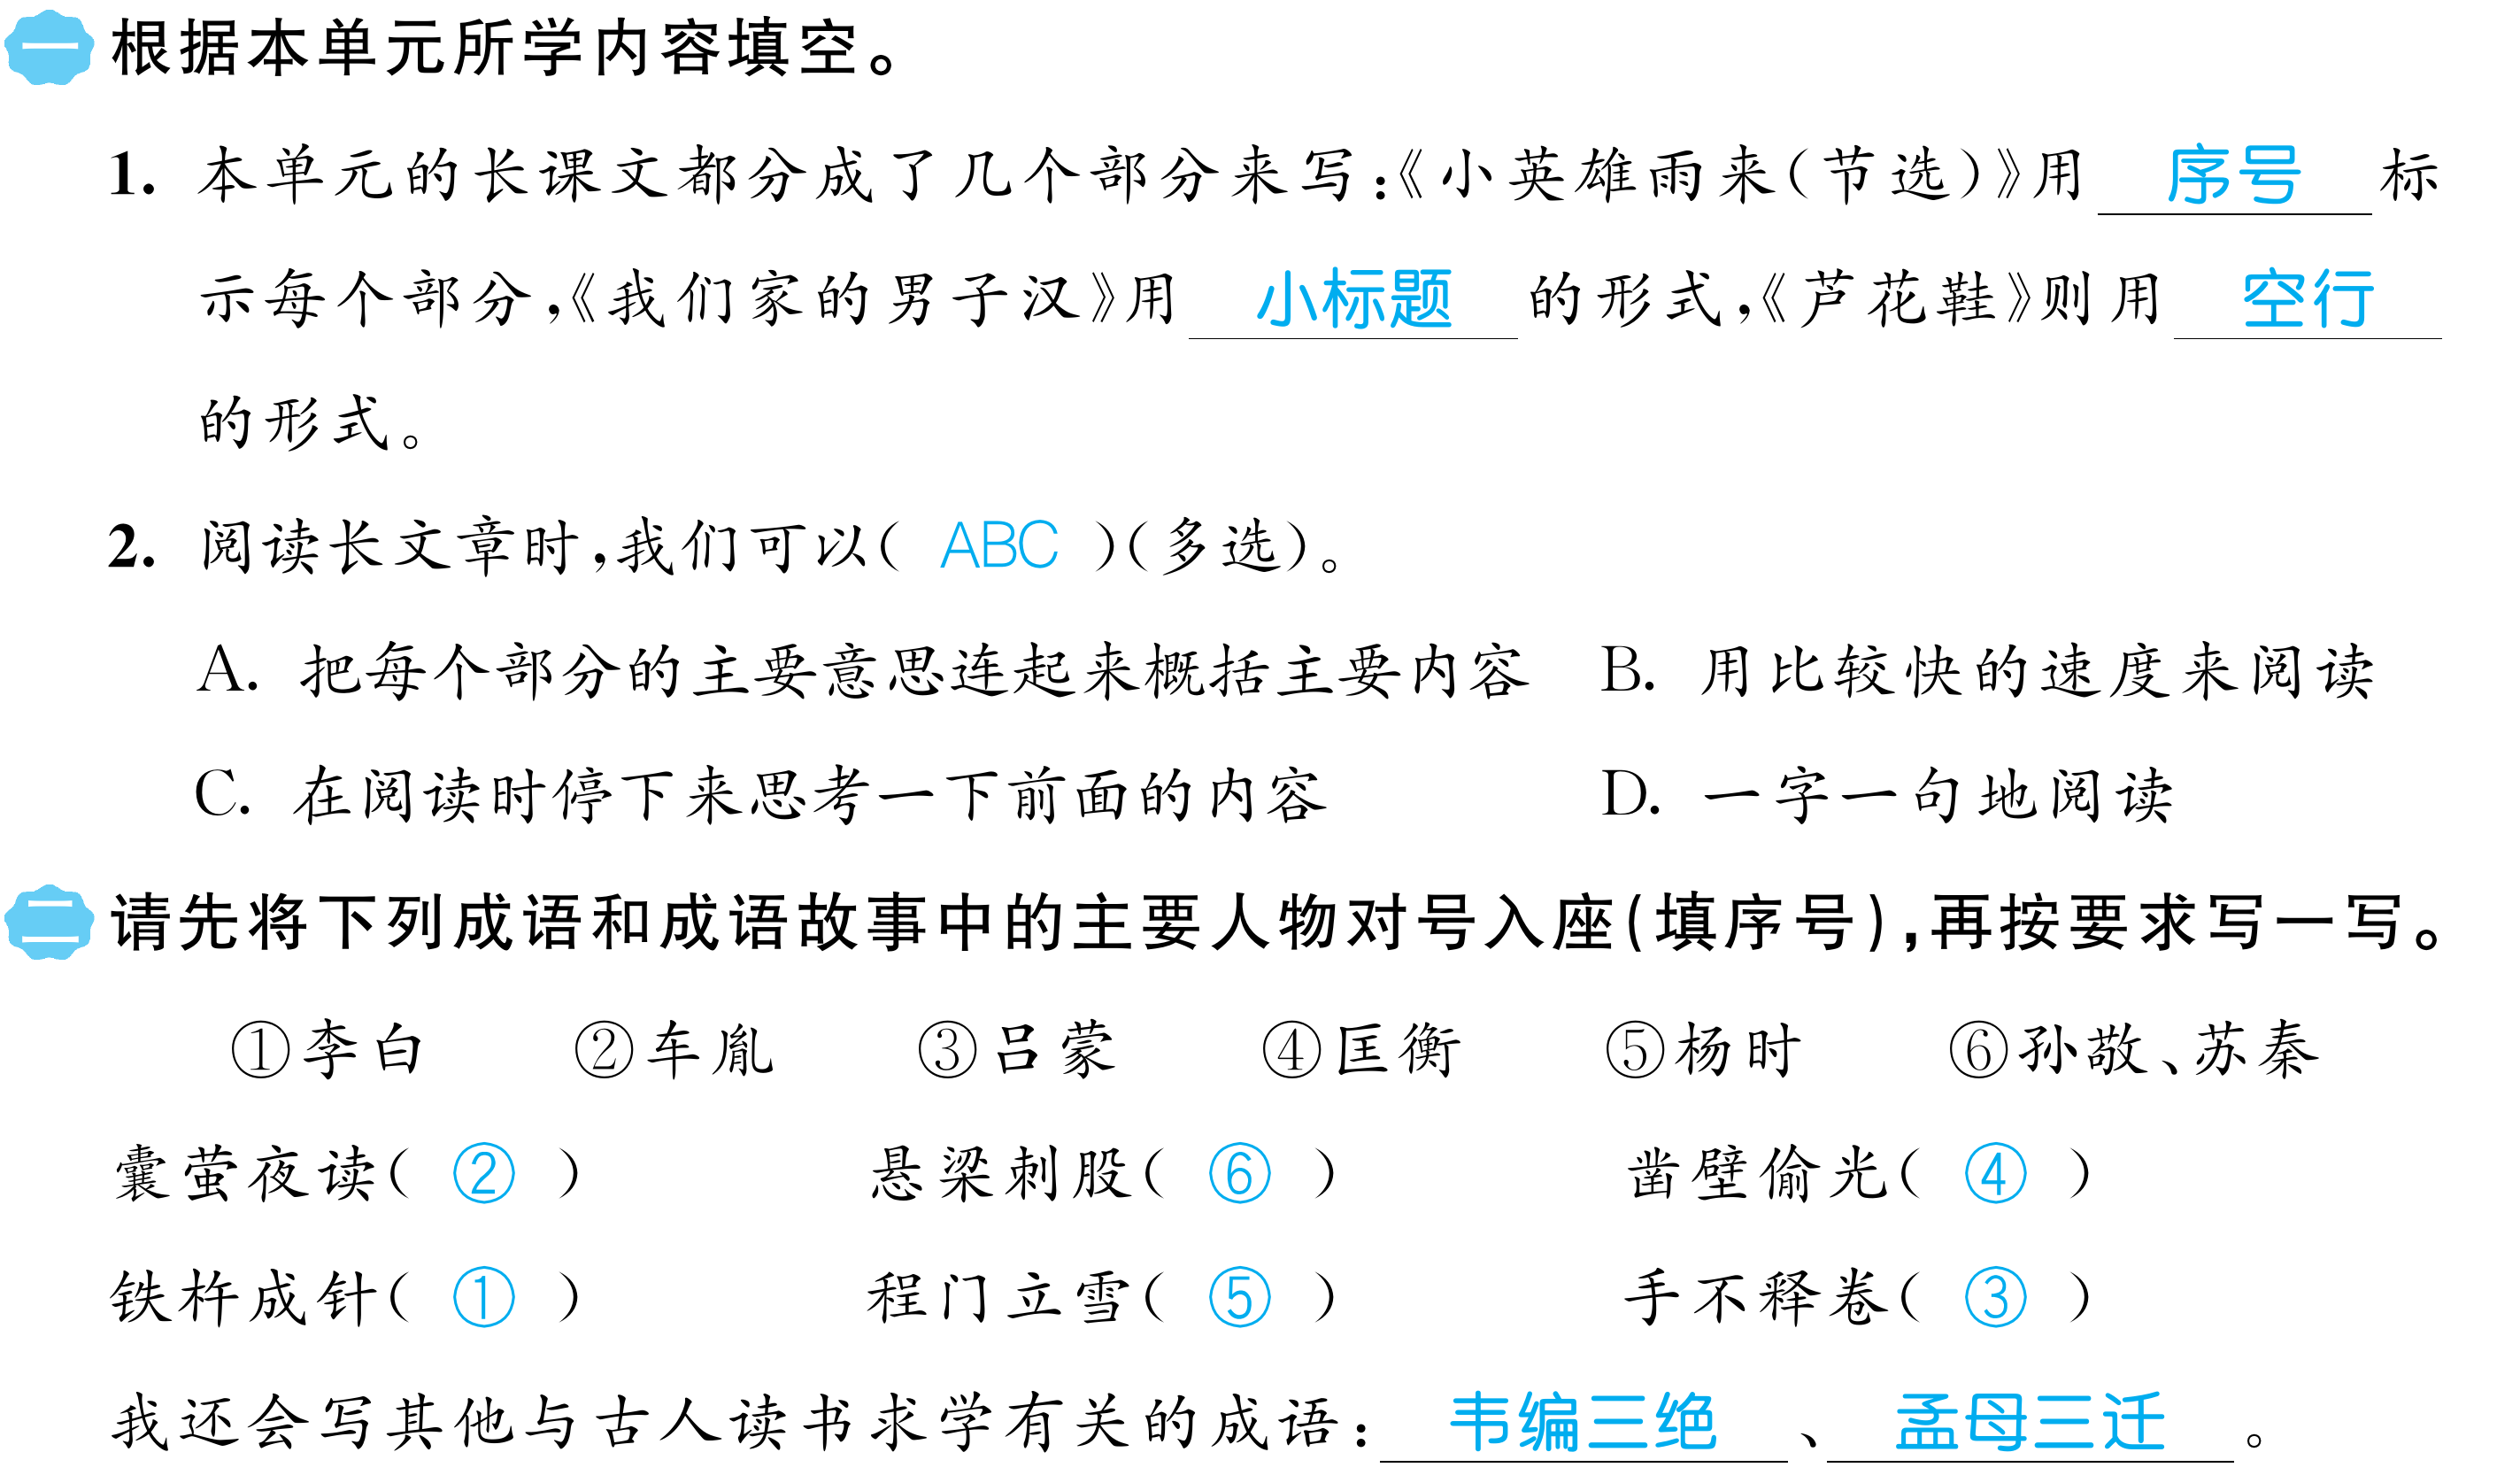 一 根据本单元所学内容填空。
1. 本单元的长课文都分成了几个部分来写:《小英雄雨来(节选)》用 序号 标
示每个部分,《我们家的男子汉》用 小标题 的形式,《芦花鞋》则用 空行
的形式。
2. 阅读长文章时,我们可以( ABC )(多选)。
A. 把每个部分的主要意思连起来概括主要内容 B. 用比较快的速度来阅读
C. 在阅读时停下来思考一下前面的内容 D. 一字一句地阅读
二 请先将下列成语和成语故事中的主要人物对号入座(填序号),再按要求写一写。
①李白 ②车胤 ③吕蒙 ④匡衡 ⑤杨时 ⑥孙敬、苏秦
囊萤夜读( ② ) 悬梁刺股( ⑥ ) 凿壁偷光( ④ )
铁杵成针( ① ) 程门立雪( ⑤ ) 手不释卷( ③ )
我还会写其他与古人读书求学有关的成语: 韦编三绝 、 孟母三迁 。